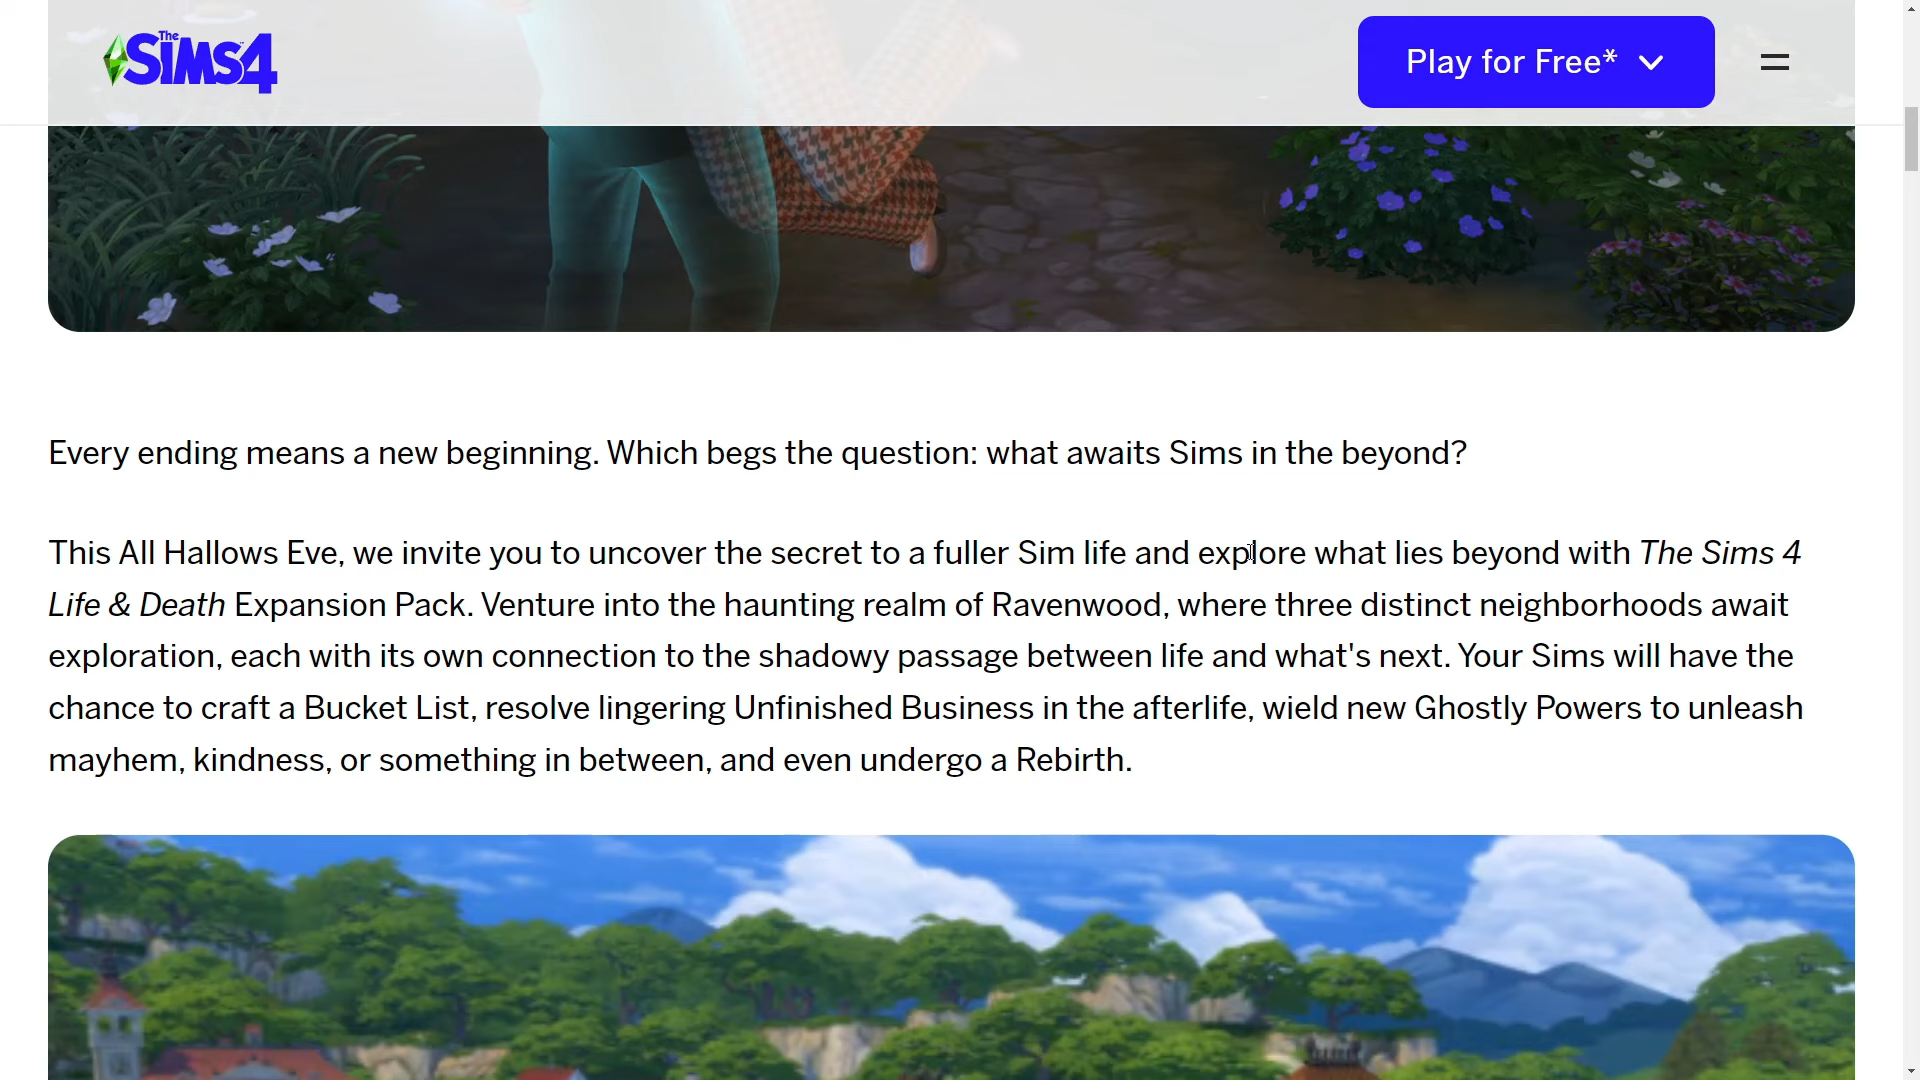 The Sims 4
Play for Free*
Every ending means a new beginning. Which begs the question: what awaits Sims in the beyond?
This All Hallows Eve, we invite you to uncover the secret to a fuller Sim life and explore what lies beyond with The Sims 4
Life & Death Expansion Pack. Venture into the haunting realm of Ravenwood, where three distinct neighborhoods await
exploration, each with its own connection to the shadowy passage between life and what's next. Your Sims will have the
chance to craft a Bucket List, resolve lingering Unfinished Business in the afterlife, wield new Ghostly Powers to unleash
mayhem, kindness, or something in between, and even undergo a Rebirth.